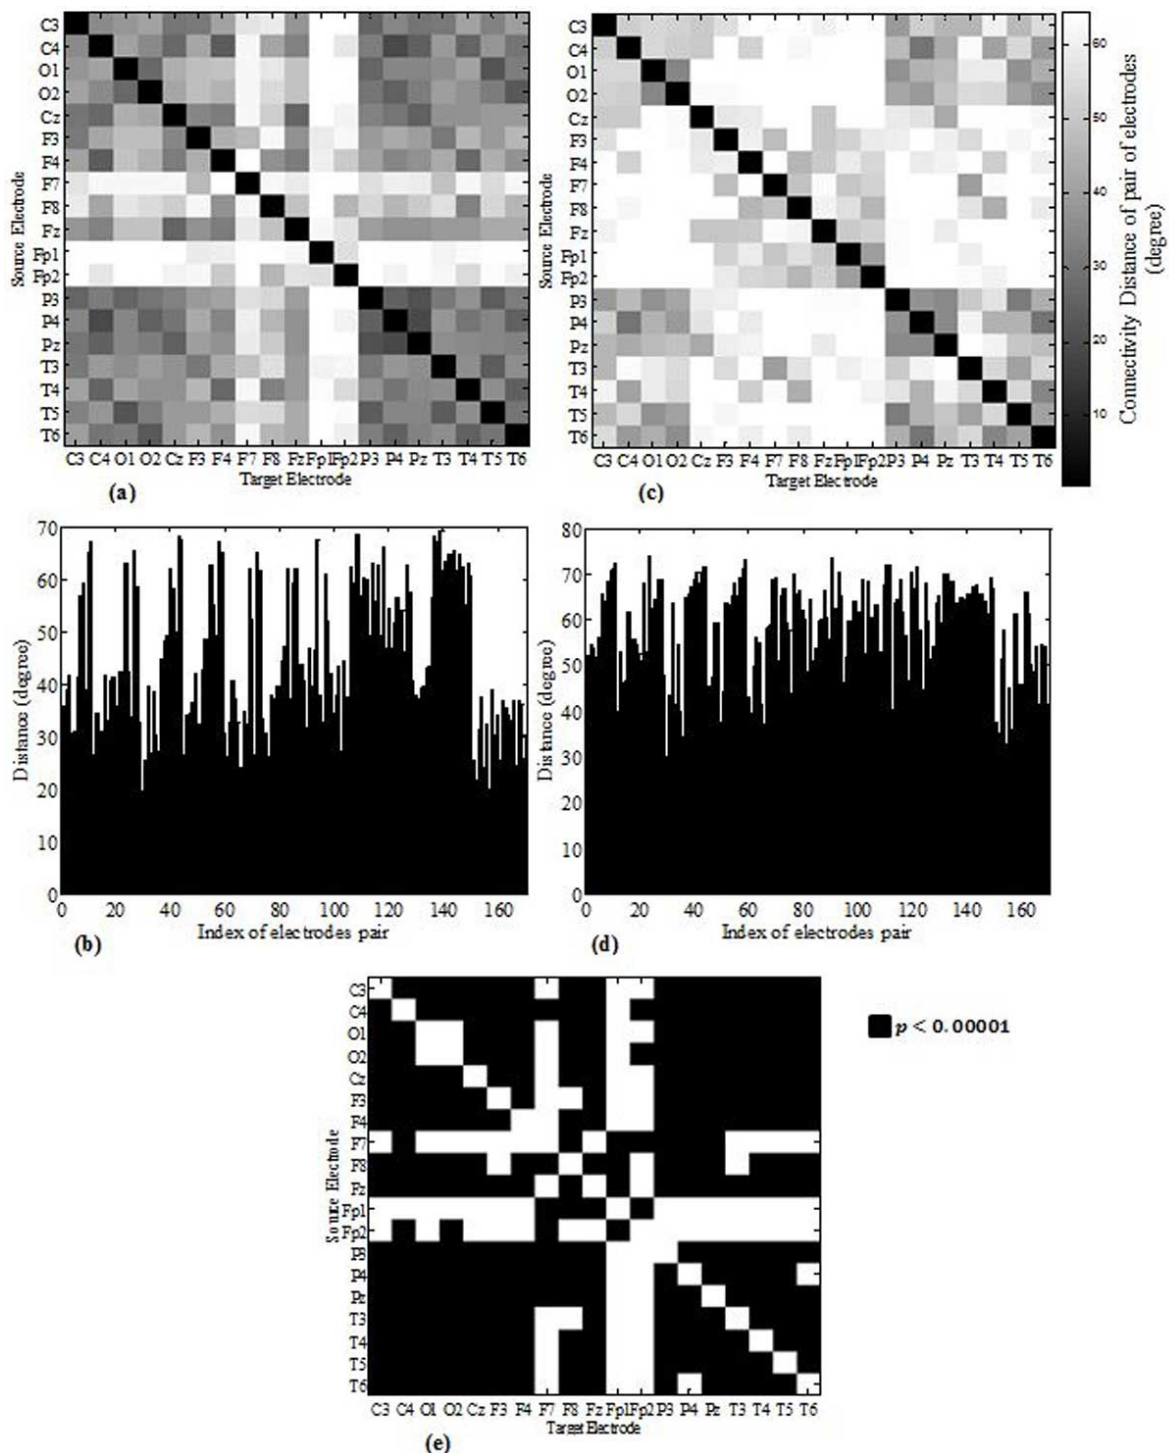 C3
C4
O1
O2
Cz
F3
F4
F7
F8
Fz
Fp1
Fp2
P3
P4
Pz
T3
T4
T5
T6
Source Electrode
C3 C4 O1 O2 Cz F3 F4 F7 F8 Fz Fp1Fp2 P3 P4 Pz T3 T4 T5 T6
Target Electrode
(a)
C3
C4
O1
O2
Cz
F3
F4
F7
F8
Fz
Fp1
Fp2
P3
P4
Pz
T3
T4
T5
T6
Source Electrode
C3 C4 O1 O2 Cz F3 F4 F7 F8 Fz Fp1Fp2 P3 P4 Pz T3 T4 T5 T6
Target Electrode
(c)
60
50
40
30
20
10
Connectivity Distance of pair of electrodes
(degree)
70
60
50
40
30
20
10
0
Distance (degree)
0 20 40 60 80 100 120 140 160
Index of electrodes pair
(b)
80
70
60
50
40
30
20
10
0
Distance (degree)
0 20 40 60 80 100 120 140 160
Index of electrodes pair
(d)
C3
C4
O1
O2
Cz
F3
F4
F7
F8
Fz
Fp1
Fp2
P3
P4
Pz
T3
T4
T5
T6
Source Electrode
C3 C4 O1 O2 Cz F3 F4 F7 F8 Fz Fp1Fp2 P3 P4 Pz T3 T4 T5 T6
Target Electrode
(e)
p < 0.00001